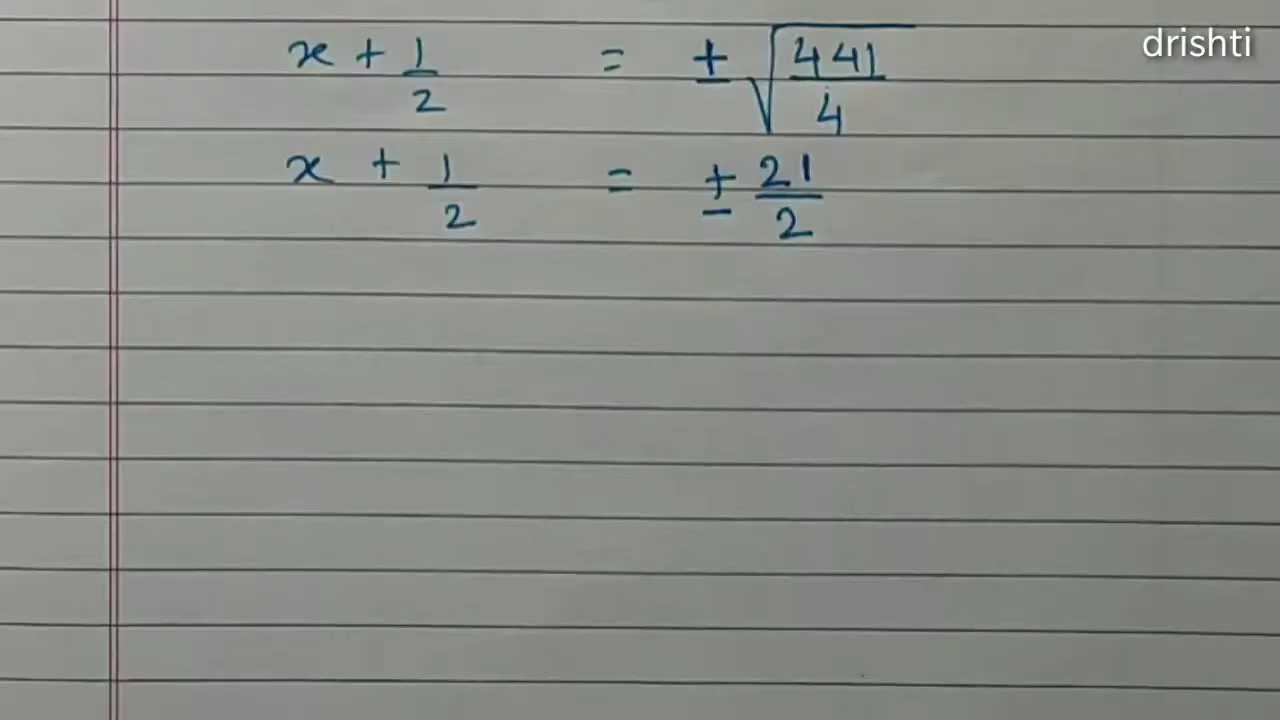 drishti
x + 1/2 = ± √(441/4)
x + 1/2 = ± 21/2